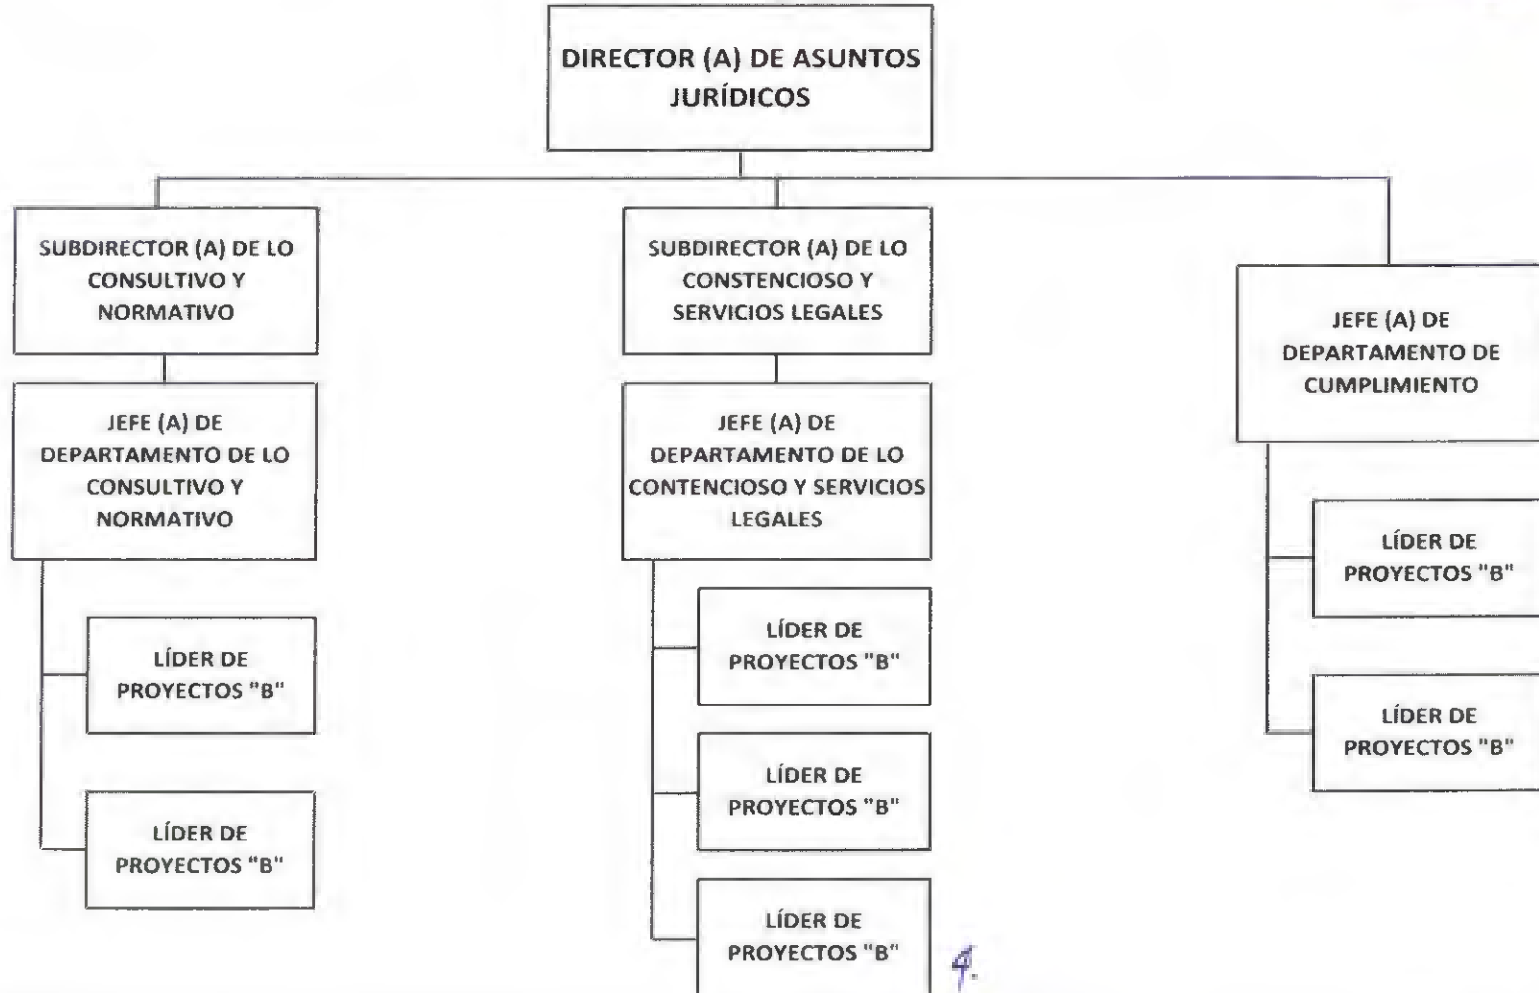 DIRECTOR (A) DE ASUNTOS
JURÍDICOS
SUBDIRECTOR (A) DE LO
CONSULTIVO Y
NORMATIVO
SUBDIRECTOR (A) DE LO
CONSTENCIOSO Y
SERVICIOS LEGALES
JEFE (A) DE
DEPARTAMENTO DE
CUMPLIMIENTO
JEFE (A) DE
DEPARTAMENTO DE LO
CONSULTIVO Y
NORMATIVO
JEFE (A) DE
DEPARTAMENTO DE LO
CONTENCIOSO Y SERVICIOS
LEGALES
LÍDER DE
PROYECTOS "B"
LÍDER DE
PROYECTOS "B"
LÍDER DE
PROYECTOS "B"
LÍDER DE
PROYECTOS "B"
LÍDER DE
PROYECTOS "B"
LÍDER DE
PROYECTOS "B"
LÍDER DE
PROYECTOS "B"